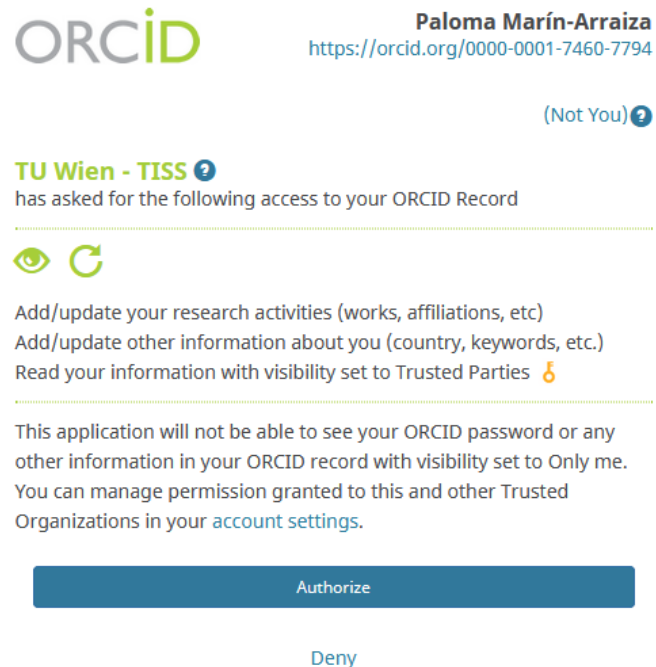 ORCID
Paloma Marín-Arraiza
https://orcid.org/0000-0001-7460-7794
(Not You) ?
TU Wien - TISS ?
has asked for the following access to your ORCID Record
Add/update your research activities (works, affiliations, etc)
Add/update other information about you (country, keywords, etc.)
Read your information with visibility set to Trusted Parties
This application will not be able to see your ORCID password or any
other information in your ORCID record with visibility set to Only me.
You can manage permission granted to this and other Trusted
Organizations in your account settings.
Authorize
Deny